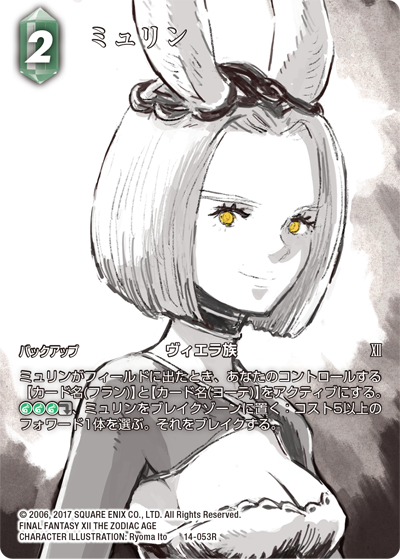 2
ミュリン
バックアップ ヴィエラ族 XII
ミュリンがフィールドに出たとき、あなたのコントロールする
【カード名(フラン)】と【カード名(ヨーテ)】をアクティブにする。
、ミュリンをブレイクゾーンに置く:コスト5以上の
フォワード1体を選ぶ。それをブレイクする。
© 2006, 2017 SQUARE ENIX CO., LTD. All Rights Reserved.
FINAL FANTASY XII THE ZODIAC AGE
CHARACTER ILLUSTRATION: Ryoma Ito 14-053R